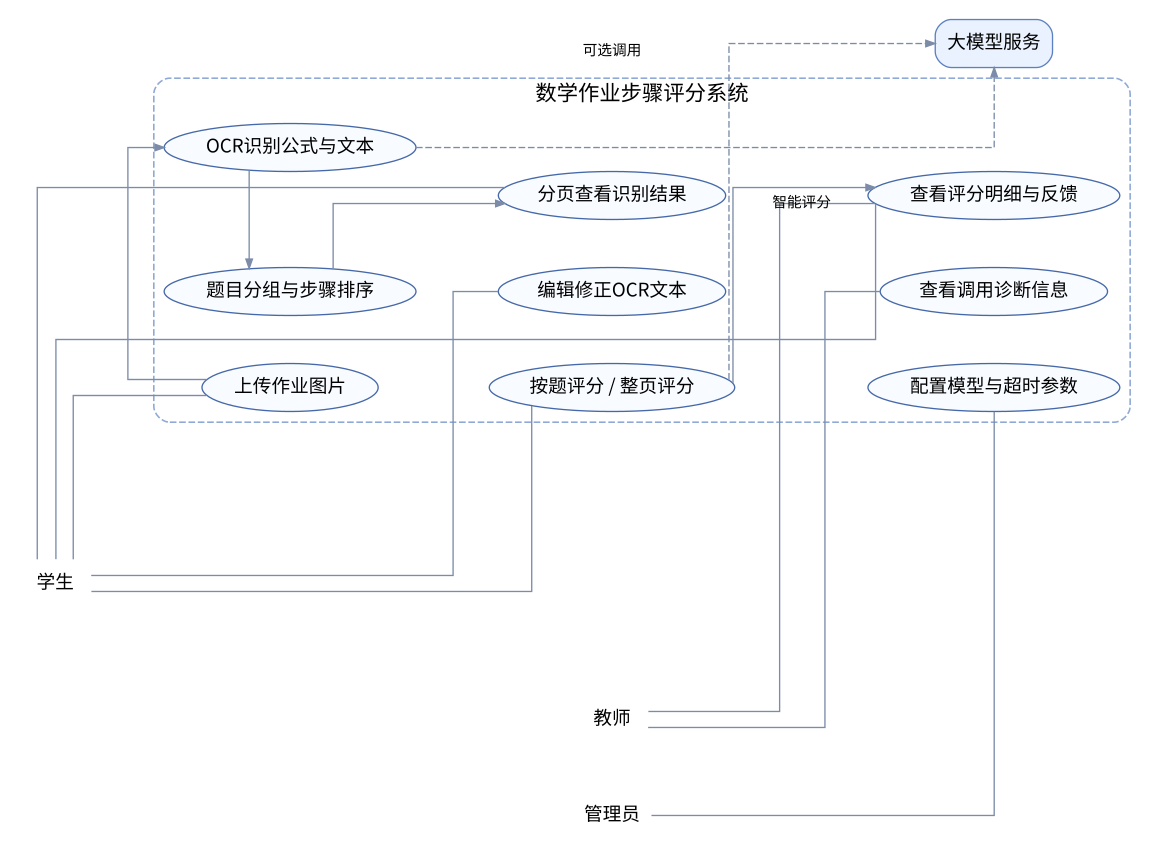 大模型服务
可选调用
数学作业步骤评分系统
OCR识别公式与文本
分页查看识别结果
智能评分
查看评分明细与反馈
题目分组与步骤排序
编辑修正OCR文本
查看调用诊断信息
上传作业图片
按题评分 / 整页评分
配置模型与超时参数
学生
教师
管理员